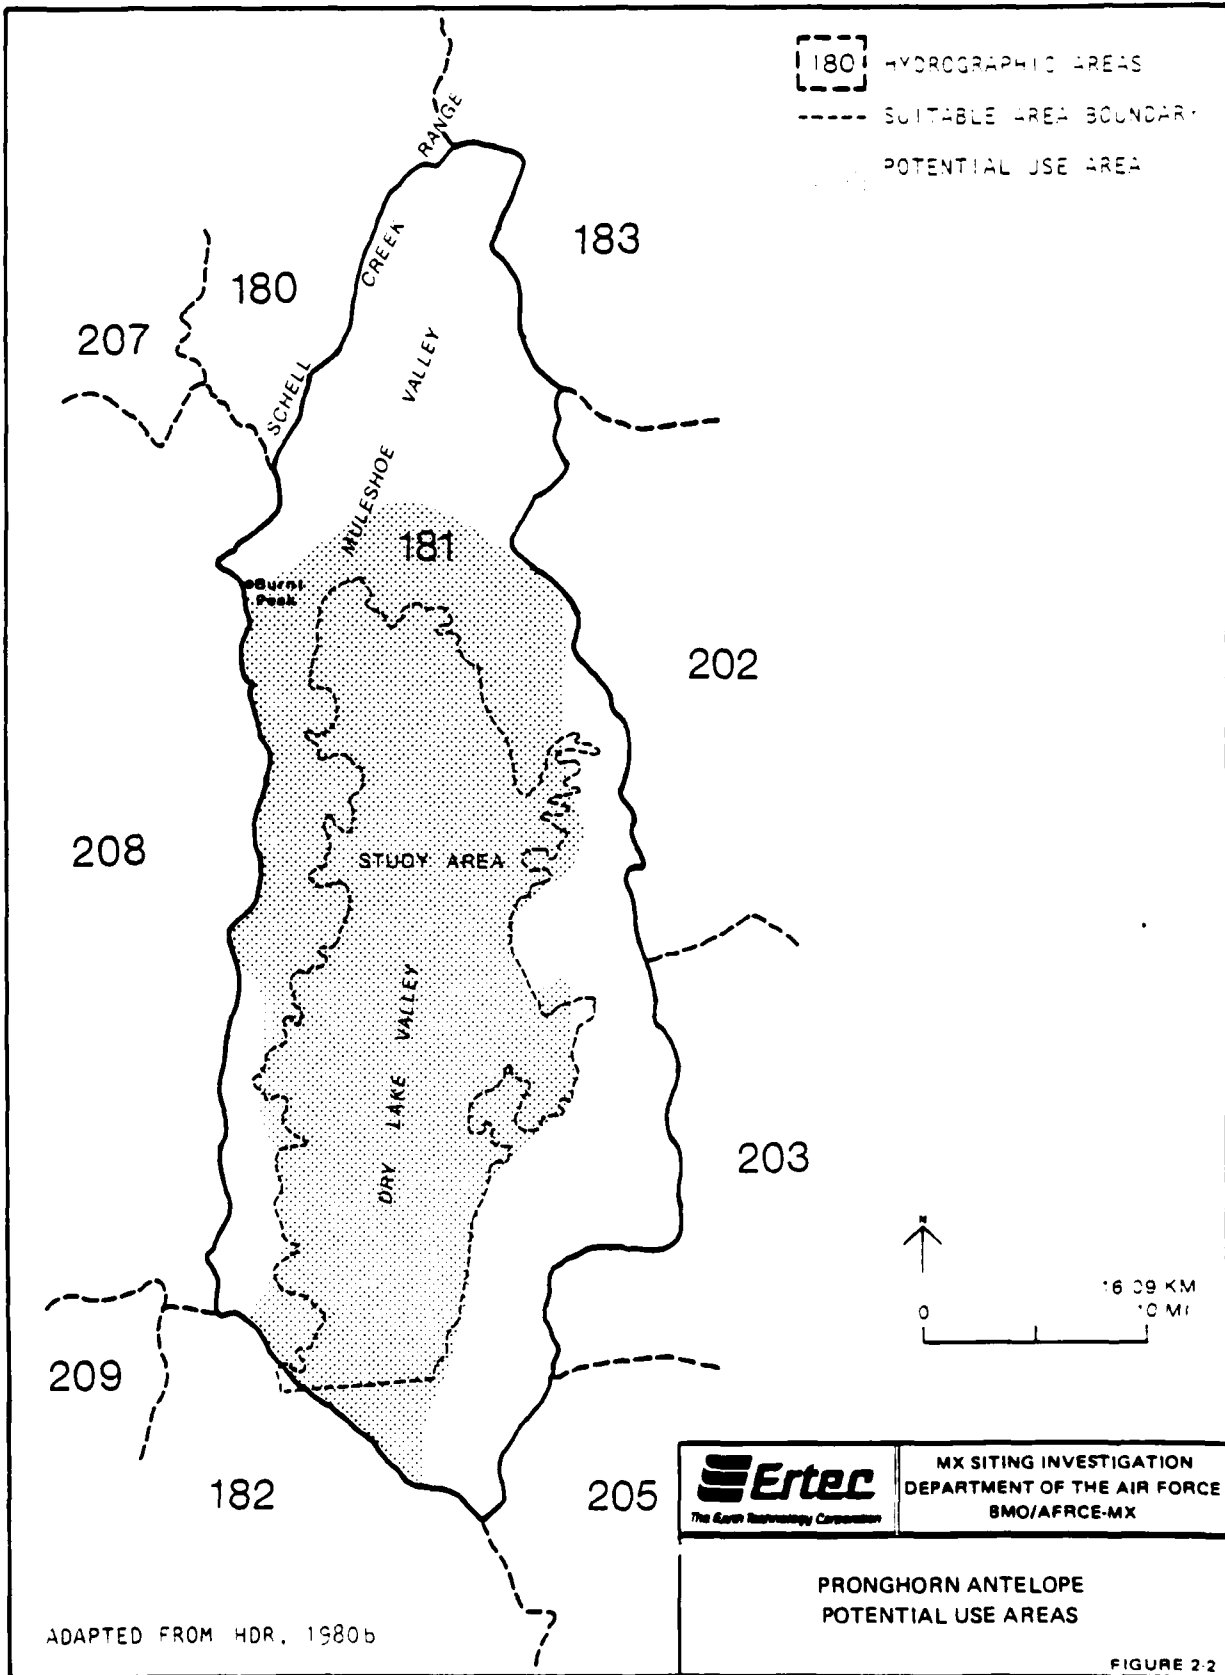 180 HYDROGRAPHIC AREAS
SUITABLE AREA BOUNDARY
POTENTIAL USE AREA
SCHELL CREEK RANGE
183
180
207
MULESHOE VALLEY
181
Burnt
Peak
202
208
STUDY AREA
DRY LAKE VALLEY
203
N
16.09 KM
0 10 MI
209
182
205
Ertec
The Earth Technology Corporation
MX SITING INVESTIGATION
DEPARTMENT OF THE AIR FORCE
BMO/AFRCE-MX
PRONGHORN ANTELOPE
POTENTIAL USE AREAS
ADAPTED FROM HDR, 1980b
FIGURE 2-2